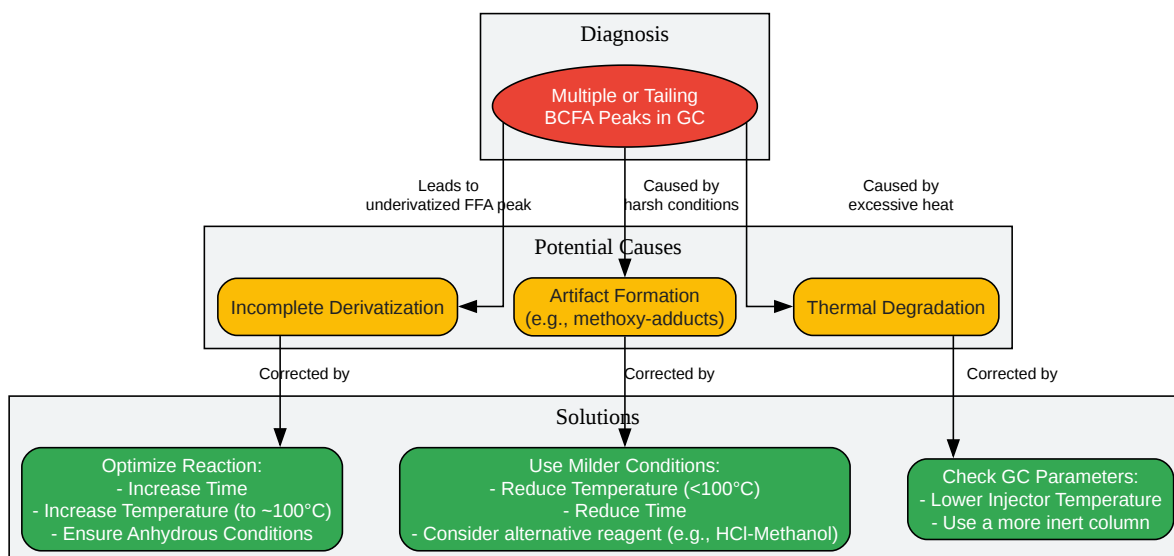 Diagnosis
Multiple or Tailing
BCFA Peaks in GC
Leads to
underivatized FFA peak
Caused by
harsh conditions
Caused by
excessive heat
Potential Causes
Incomplete Derivatization
Artifact Formation
(e.g., methoxy-adducts)
Thermal Degradation
Corrected by
Corrected by
Corrected by
Solutions
Optimize Reaction:
- Increase Time
- Increase Temperature (to ~100°C)
- Ensure Anhydrous Conditions
Use Milder Conditions:
- Reduce Temperature (<100°C)
- Reduce Time
- Consider alternative reagent (e.g., HCl-Methanol)
Check GC Parameters:
- Lower Injector Temperature
- Use a more inert column